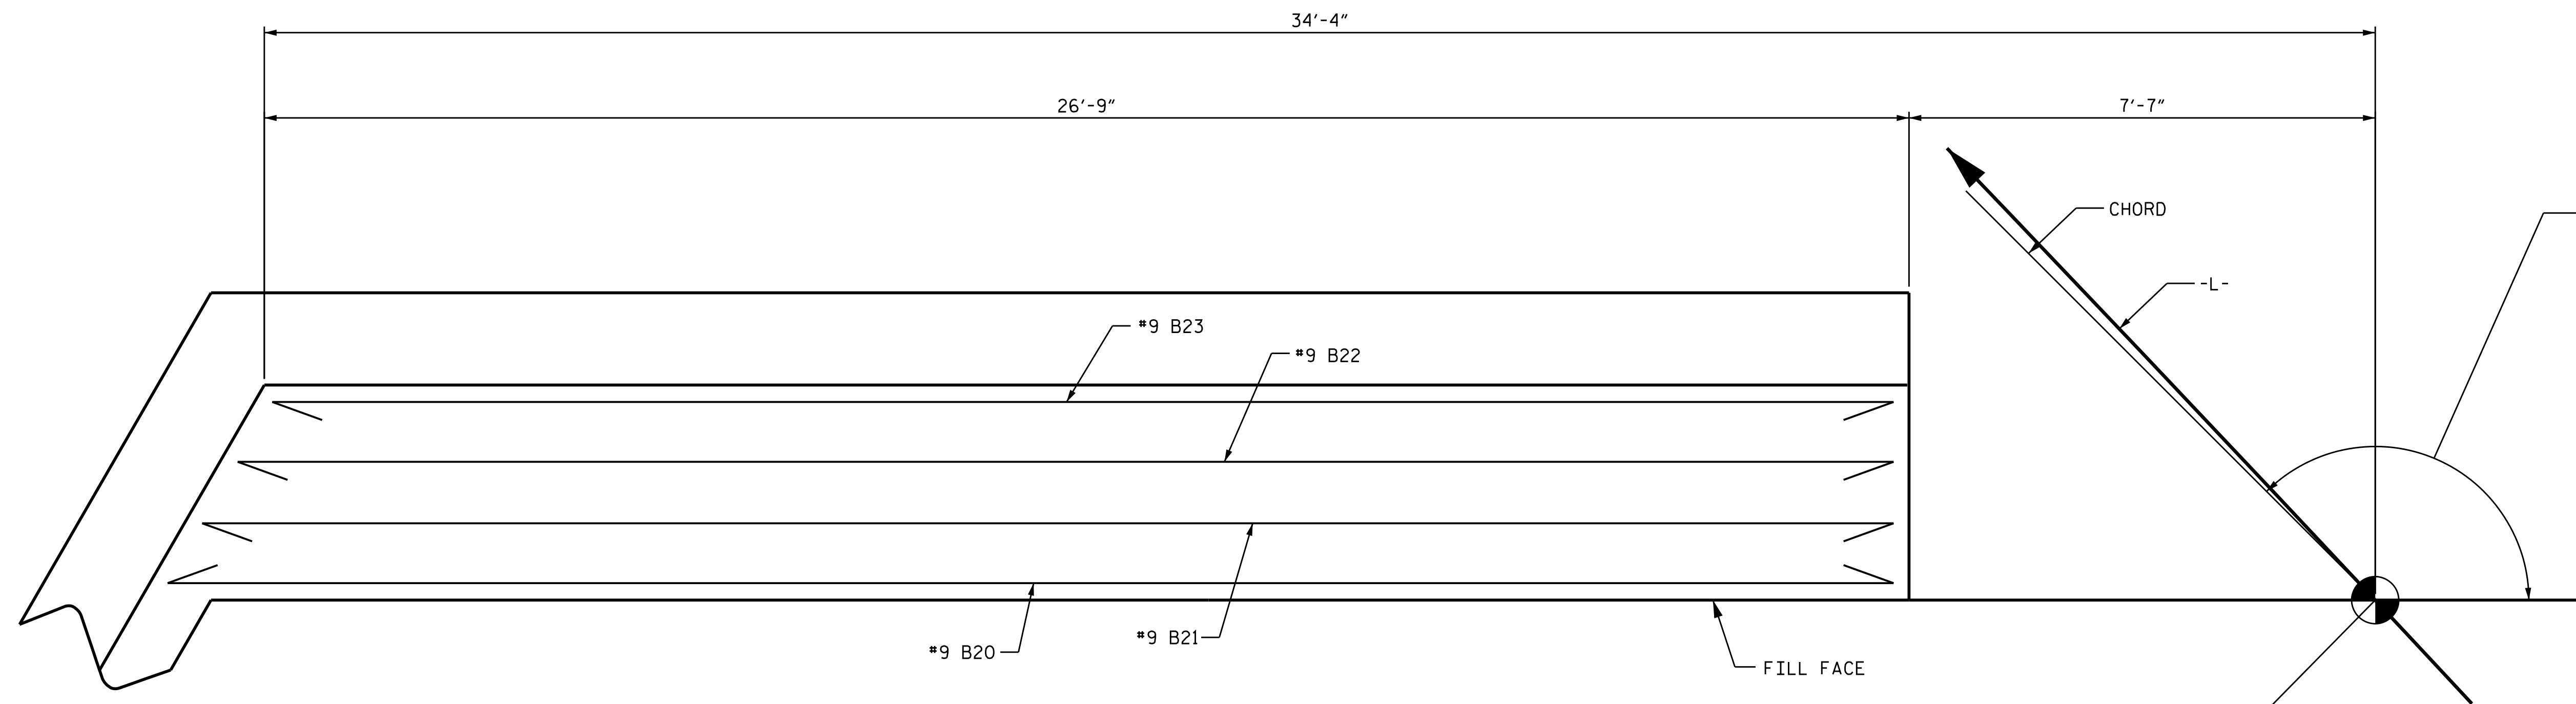 34'-4"
26'-9"
7'-7"
CHORD
-L-
#9 B23
#9 B22
#9 B21
#9 B20
FILL FACE